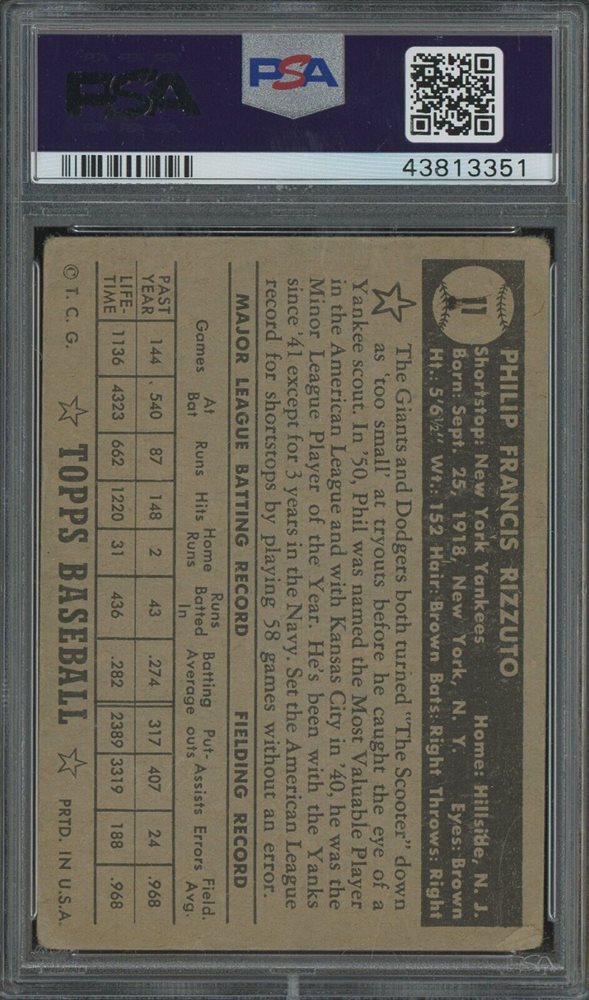 PSA
PSA
43813351
11
PHILIP FRANCIS RIZZUTO
Shortstop: New York Yankees Home: Hillside, N. J.
Born: Sept. 25, 1918, New York, N. Y. Eyes: Brown
Ht.: 5'6½" Wt.: 152 Hair: Brown Bats: Right Throws: Right
The Giants and Dodgers both turned "The Scooter" down
as 'too small' at tryouts before he caught the eye of a
Yankee scout. In '50, Phil was named the Most Valuable Player
in the American League and with Kansas City in '40, he was the
Minor League Player of the Year. He's been with the Yanks
since '41 except for 3 years in the Navy. Set the American League
record for shortstops by playing 58 games without an error.
MAJOR LEAGUE BATTING RECORD FIELDING RECORD
Games At Bat Runs Hits Home Runs Runs Batted In Batting Average Put-outs Assists Errors Field. Avg.
PAST YEAR 144 540 87 148 2 43 .274 317 407 24 .968
LIFE-TIME 1136 4323 662 1220 31 436 .282 2389 3319 188 .968
© T. C. G. ☆ TOPPS BASEBALL ☆ PRTD. IN U.S.A.